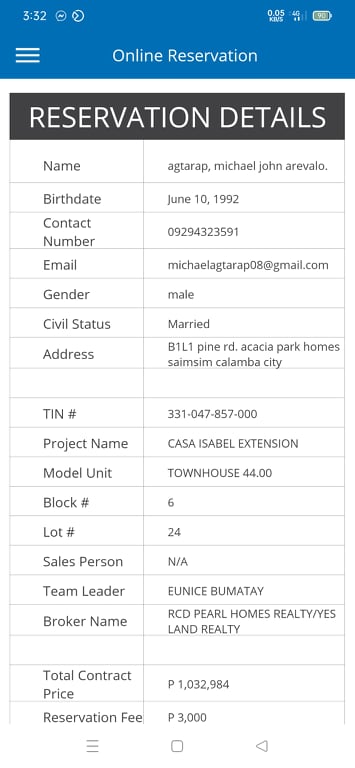 3:32
0.05 KB/S 4G 90
Online Reservation
RESERVATION DETAILS
Name agtarap, michael john arevalo.
Birthdate June 10, 1992
Contact Number 09294323591
Email michaelagtarap08@gmail.com
Gender male
Civil Status Married
Address B1L1 pine rd. acacia park homes
saimsim calamba city
TIN # 331-047-857-000
Project Name CASA ISABEL EXTENSION
Model Unit TOWNHOUSE 44.00
Block # 6
Lot # 24
Sales Person N/A
Team Leader EUNICE BUMATAY
Broker Name RCD PEARL HOMES REALTY/YES
LAND REALTY
Total Contract Price P 1,032,984
Reservation Fee P 3,000